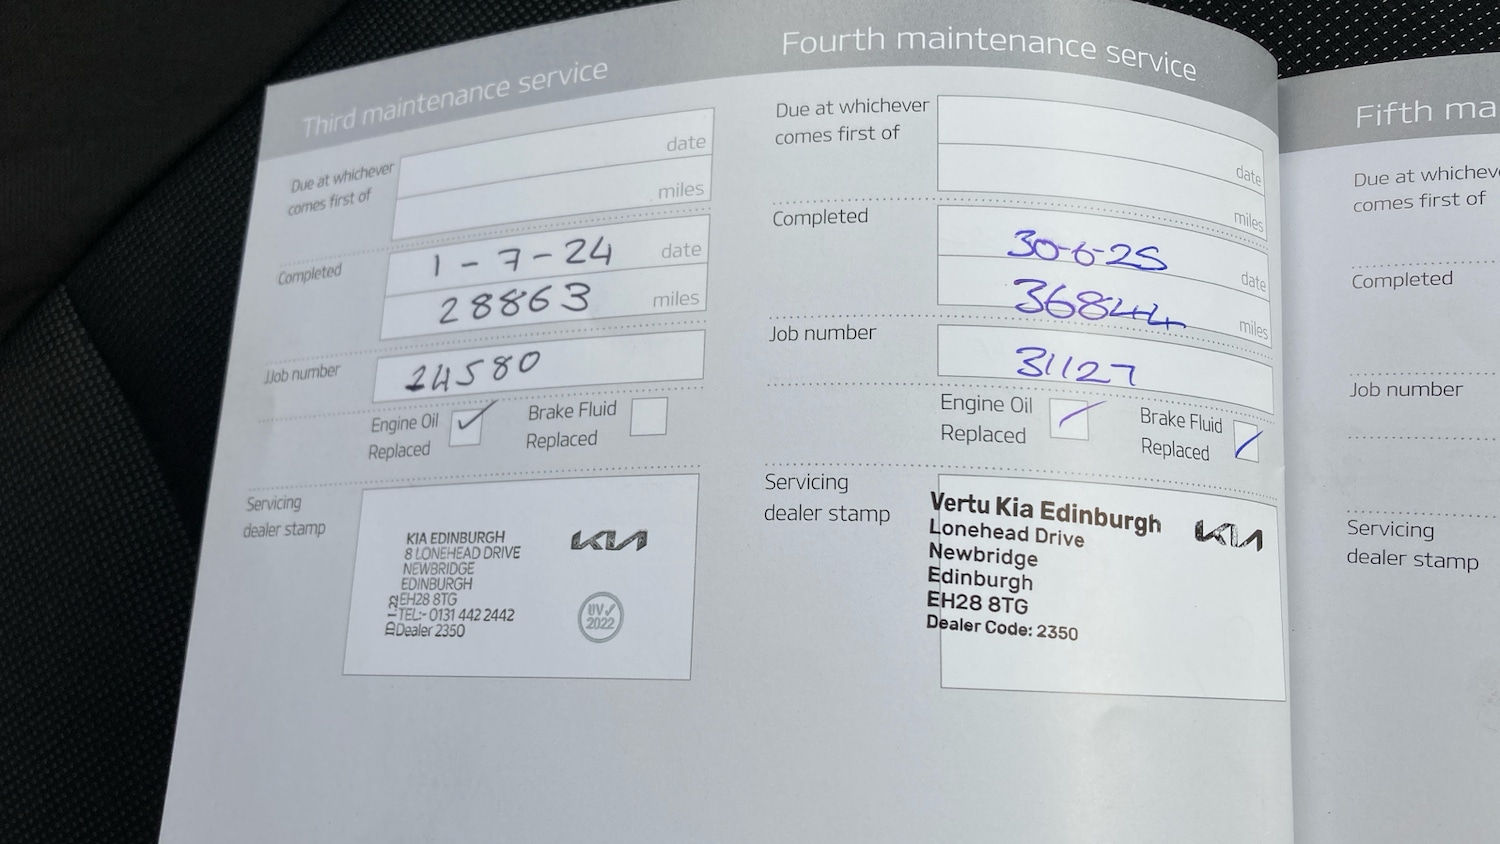 Third maintenance service
Due at whichever
comes first of
date
miles
Completed
1-7-24 date
28863 miles
Job number
24580
Engine Oil
Replaced
Brake Fluid
Replaced
Servicing
dealer stamp
KIA EDINBURGH
8 LONEHEAD DRIVE
NEWBRIDGE
EDINBURGH
EH28 8TG
TEL:- 0131 442 2442
Dealer 2350
KIA
UV✓
2022
Fourth maintenance service
Due at whichever
comes first of
date
miles
Completed
30-6-25 date
36844 miles
Job number
31127
Engine Oil
Replaced
Brake Fluid
Replaced
Servicing
dealer stamp
Vertu Kia Edinburgh
Lonehead Drive
Newbridge
Edinburgh
EH28 8TG
Dealer Code: 2350
KIA
Fifth ma
Due at whichev
comes first of
Completed
Job number
Servicing
dealer stamp